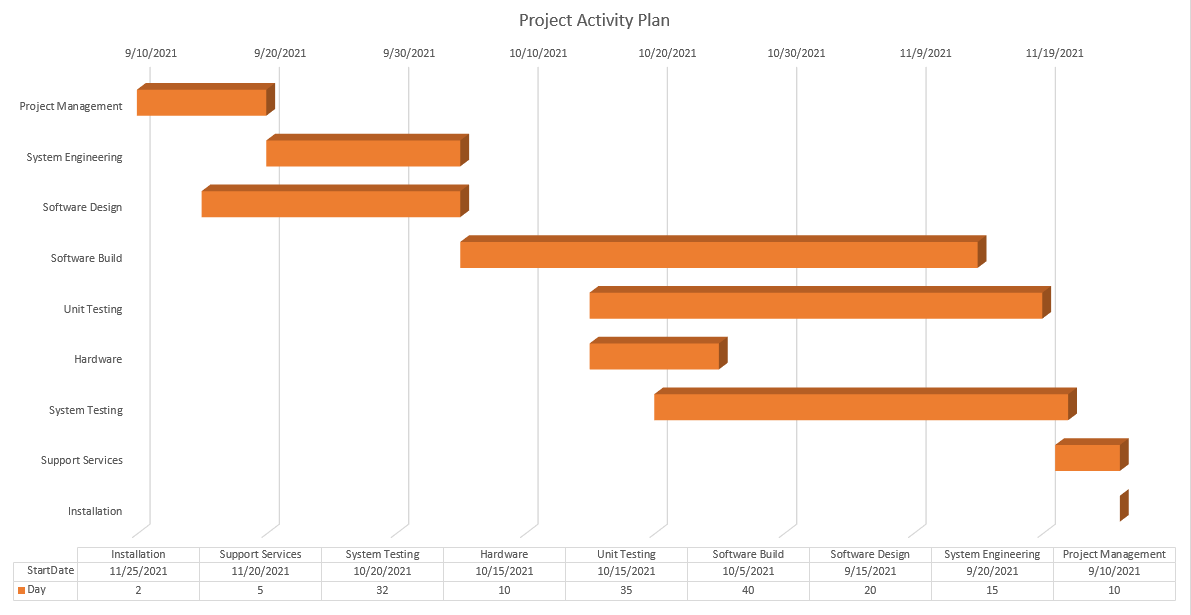 Project Activity Plan
9/10/2021 9/20/2021 9/30/2021 10/10/2021 10/20/2021 10/30/2021 11/9/2021 11/19/2021
Project Management
System Engineering
Software Design
Software Build
Unit Testing
Hardware
System Testing
Support Services
Installation
Installation Support Services System Testing Hardware Unit Testing Software Build Software Design System Engineering Project Management
StartDate 11/25/2021 11/20/2021 10/20/2021 10/15/2021 10/15/2021 10/5/2021 9/15/2021 9/20/2021 9/10/2021
Day 2 5 32 10 35 40 20 15 10